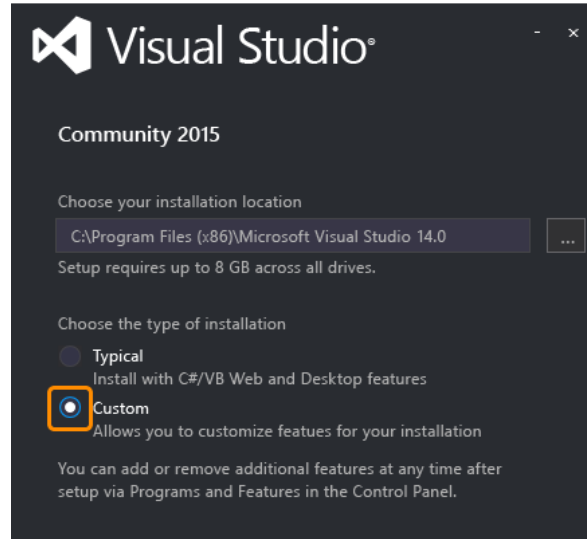 Visual Studio®
Community 2015
Choose your installation location
C:\Program Files (x86)\Microsoft Visual Studio 14.0
...
Setup requires up to 8 GB across all drives.
Choose the type of installation
Typical
Install with C#/VB Web and Desktop features
Custom
Allows you to customize featues for your installation
You can add or remove additional features at any time after
setup via Programs and Features in the Control Panel.